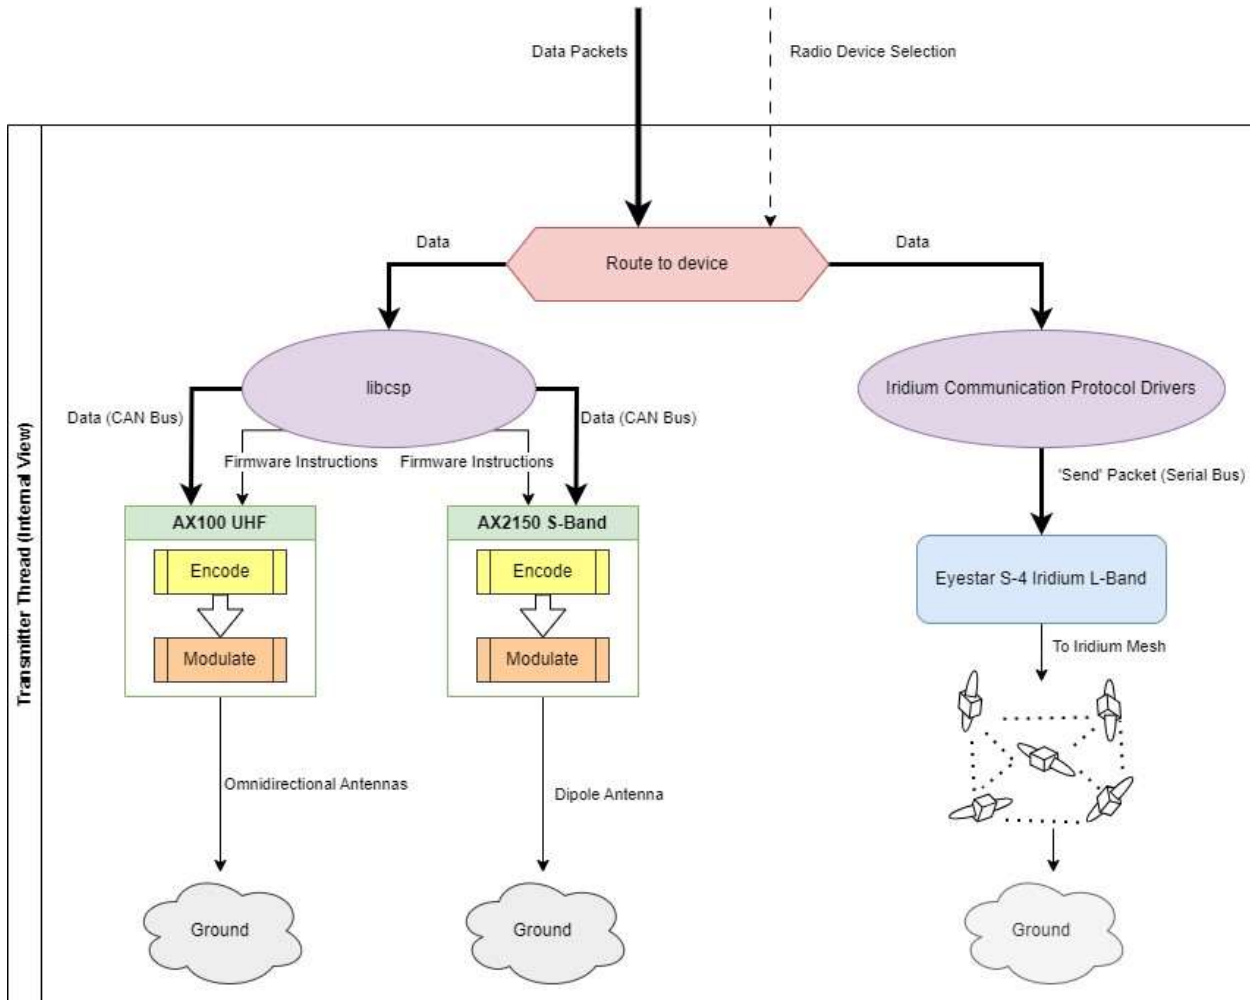 Data Packets
Radio Device Selection
Transmitter Thread (Internal View)
Route to device
Data
Data
libcsp
Iridium Communication Protocol Drivers
Data (CAN Bus)
Data (CAN Bus)
Firmware Instructions
Firmware Instructions
'Send' Packet (Serial Bus)
AX100 UHF
Encode
Modulate
AX2150 S-Band
Encode
Modulate
Eyestar S-4 Iridium L-Band
To Iridium Mesh
Omnidirectional Antennas
Dipole Antenna
Ground
Ground
Ground